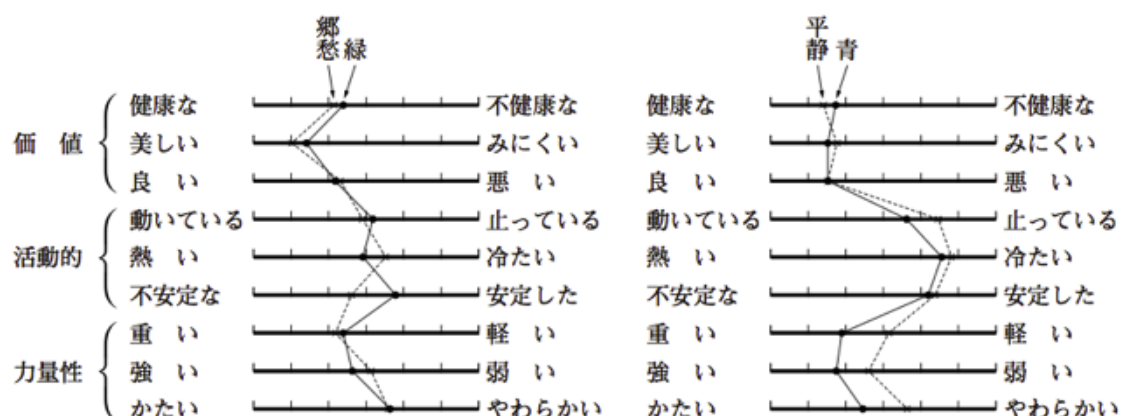 郷愁 緑
平静 青
価値 健康な 不健康な 健康な 不健康な
美しい みにくい 美しい みにくい
良い 悪い 良い 悪い
活動的 動いている 止っている 動いている 止っている
熱い 冷たい 熱い 冷たい
不安定な 安定した 不安定な 安定した
力量性 重い 軽い 重い 軽い
強い 弱い 強い 弱い
かたい やわらかい かたい やわらかい